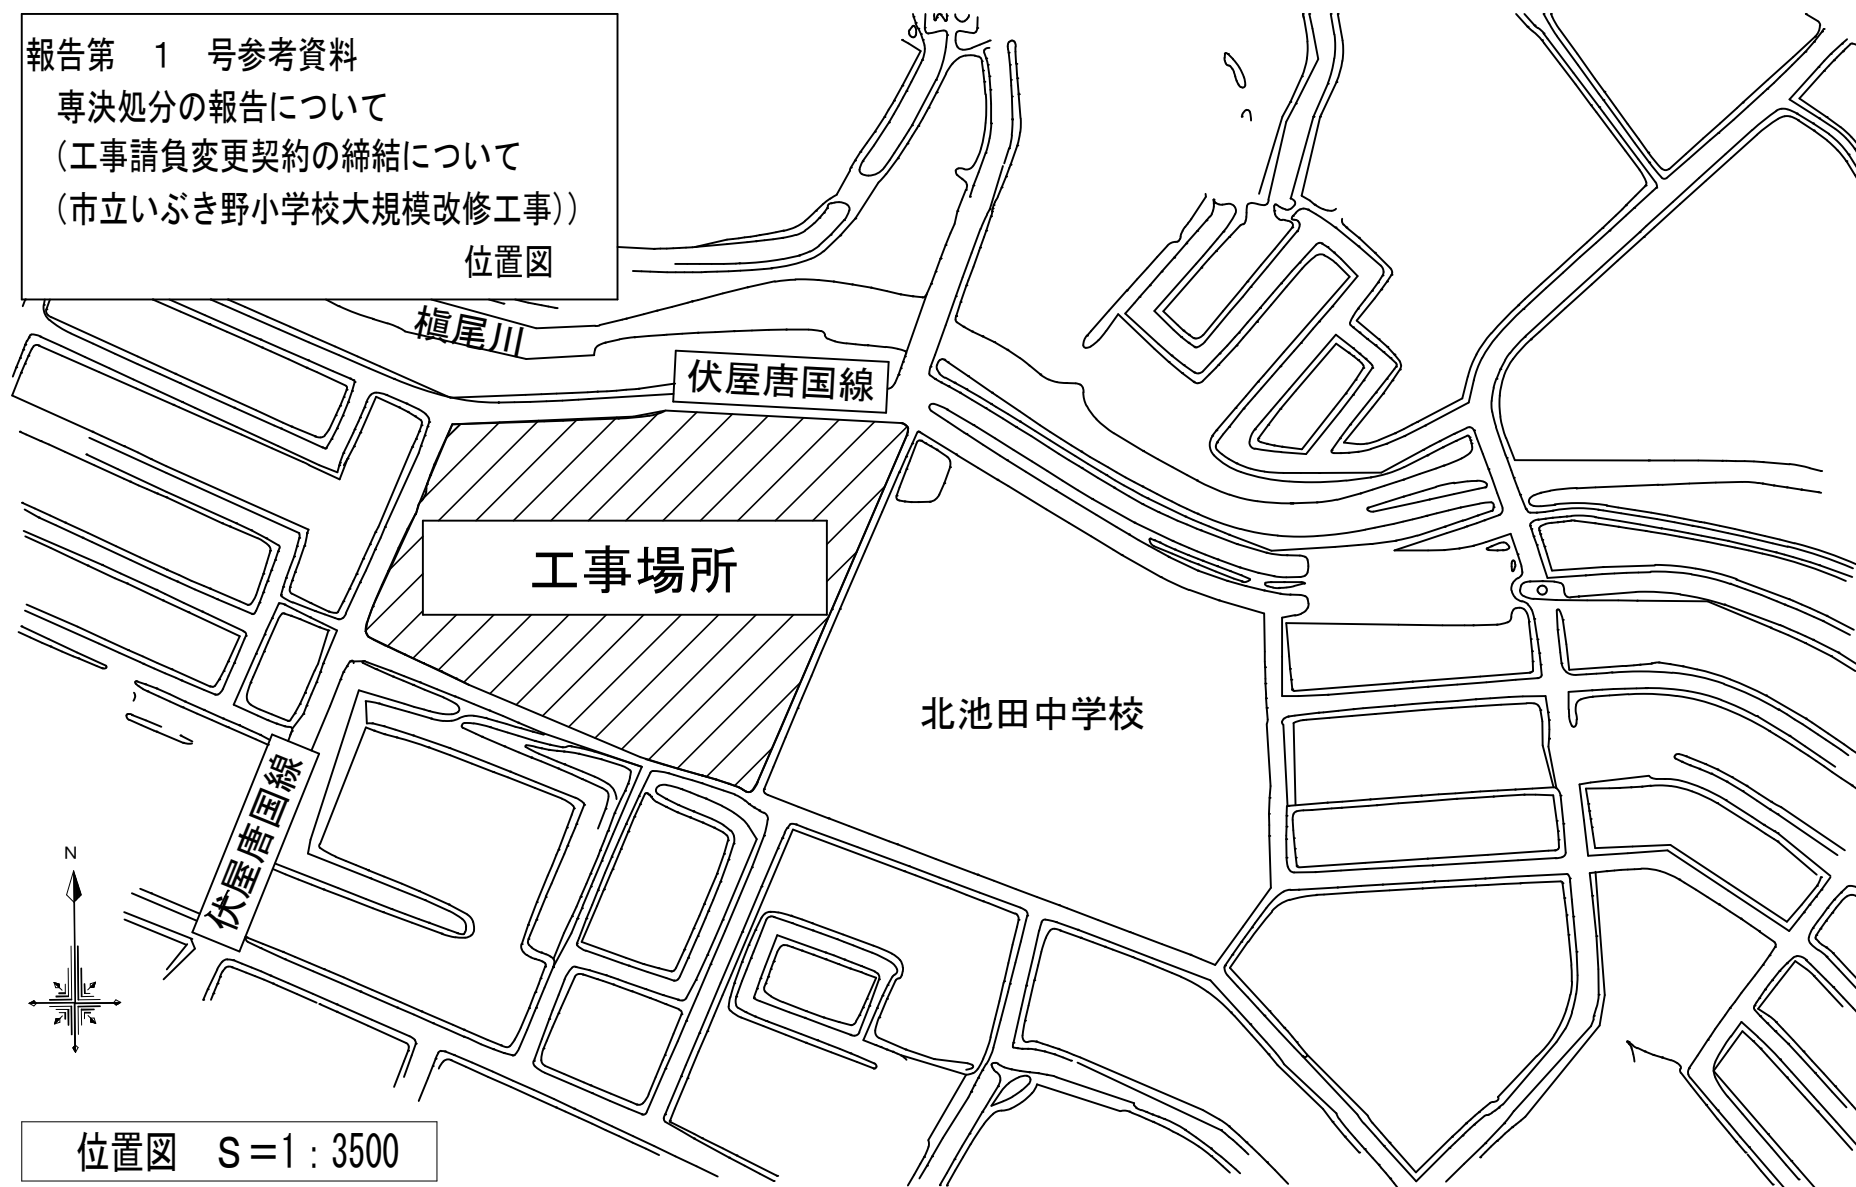 報告第　１　号参考資料
専決処分の報告について
(工事請負変更契約の締結について
(市立いぶき野小学校大規模改修工事))
位置図
槇尾川
伏屋唐国線
工事場所
北池田中学校
伏屋唐国線
N
位置図　Ｓ＝1：3500